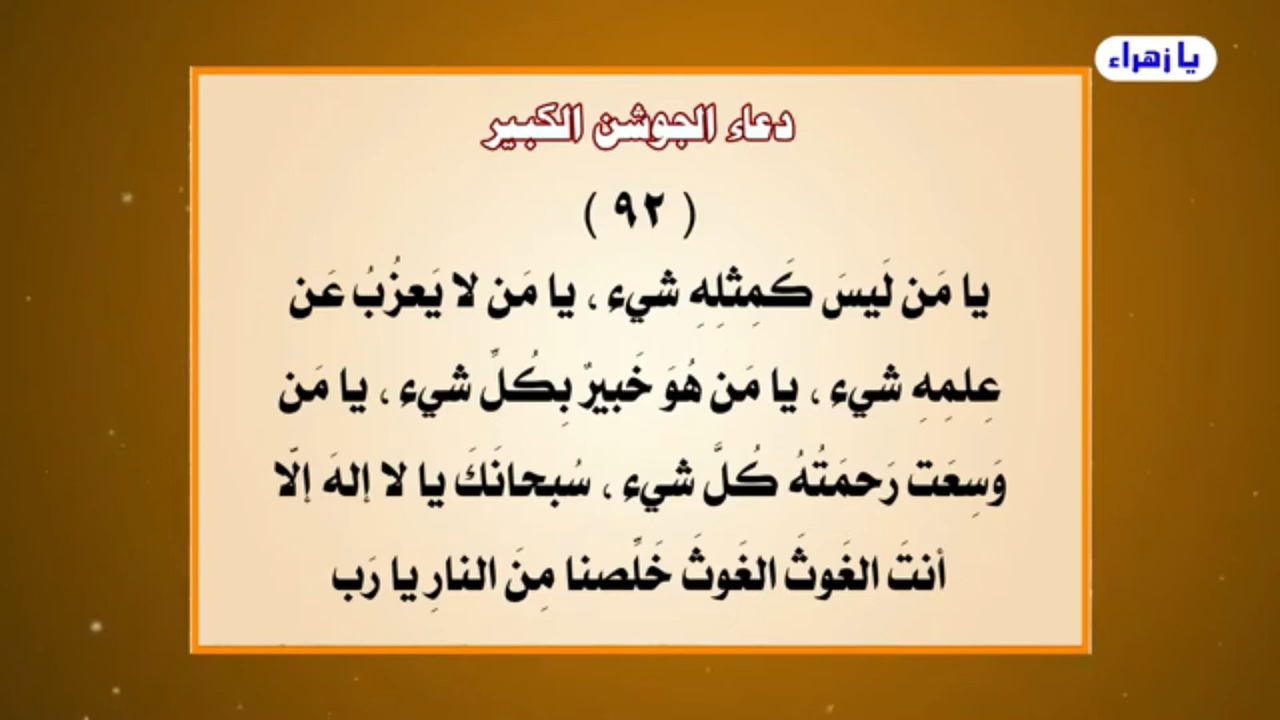 يا زهراء
دعاء الجوشن الكبير
( ٩٢ )
يا مَن لَيسَ كَمِثلِهِ شيء ، يا مَن لا يَعزُبُ عَن
عِلمِهِ شيء ، يا مَن هُوَ خَبيرٌ بِكُلِّ شيء ، يا مَن
وَسِعَت رَحمَتُهُ كُلَّ شيءٍ ، سُبحانَكَ يا لا إلهَ إلّا
أنتَ الغَوثَ الغَوثَ خَلِّصنا مِنَ النارِ يا رَب